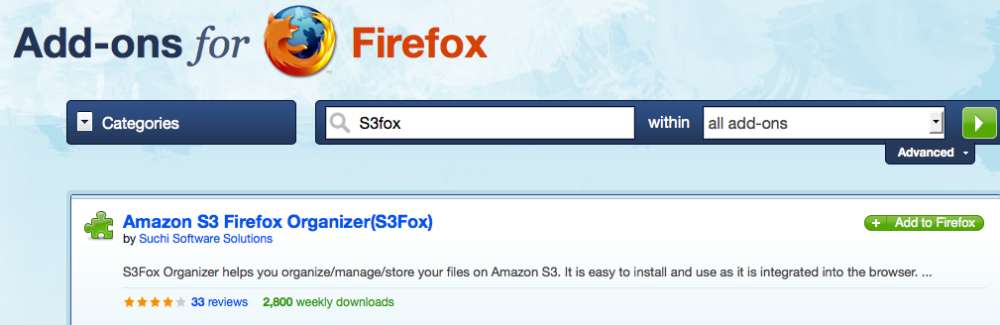 Add-ons for Firefox
Categories
S3fox within all add-ons
Advanced
Amazon S3 Firefox Organizer(S3Fox)
+ Add to Firefox
by Suchi Software Solutions
S3Fox Organizer helps you organize/manage/store your files on Amazon S3. It is easy to install and use as it is integrated into the browser. ...
33 reviews 2,800 weekly downloads